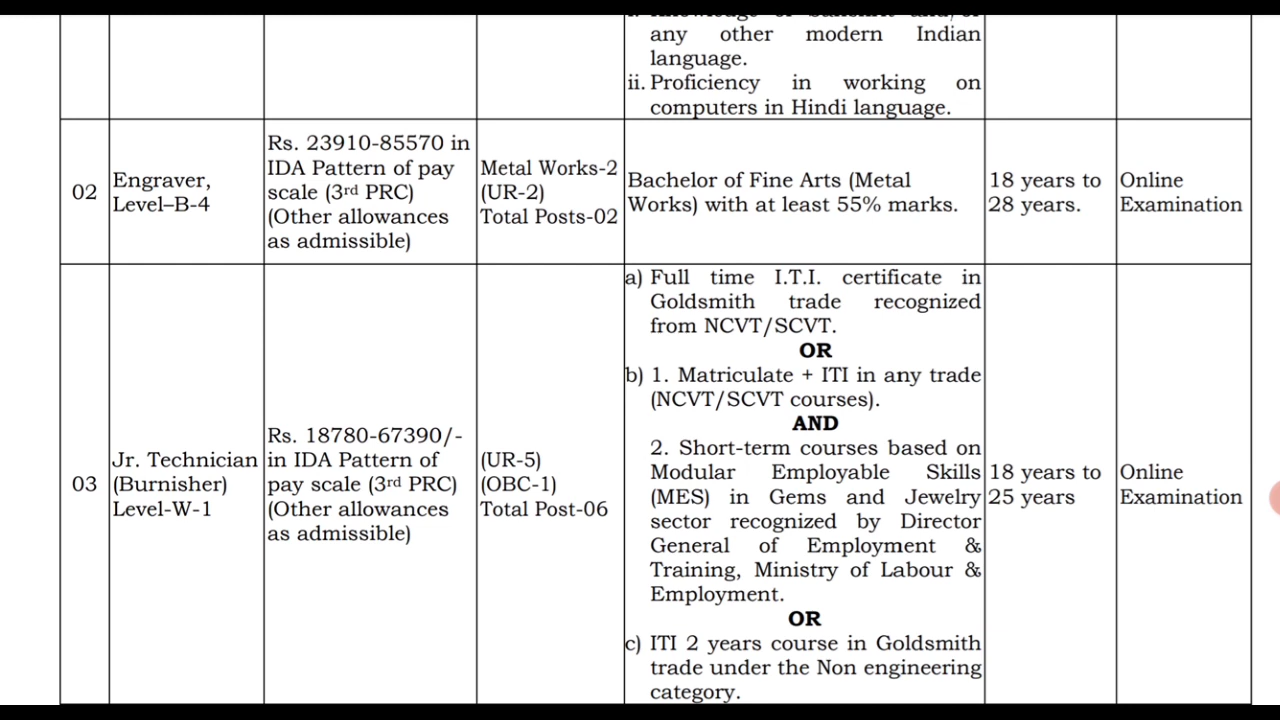 any other modern Indian
language.
ii. Proficiency in working on
computers in Hindi language.
02
Engraver,
Level–B-4
Rs. 23910-85570 in
IDA Pattern of pay
scale (3rd PRC)
(Other allowances
as admissible)
Metal Works-2
(UR-2)
Total Posts-02
Bachelor of Fine Arts (Metal
Works) with at least 55% marks.
18 years to
28 years.
Online
Examination
03
Jr. Technician
(Burnisher)
Level-W-1
Rs. 18780-67390/-
in IDA Pattern of
pay scale (3rd PRC)
(Other allowances
as admissible)
(UR-5)
(OBC-1)
Total Post-06
a) Full time I.T.I. certificate in
Goldsmith trade recognized
from NCVT/SCVT.
OR
b) 1. Matriculate + ITI in any trade
(NCVT/SCVT courses).
AND
2. Short-term courses based on
Modular Employable Skills
(MES) in Gems and Jewelry
sector recognized by Director
General of Employment &
Training, Ministry of Labour &
Employment.
OR
c) ITI 2 years course in Goldsmith
trade under the Non engineering
category.
18 years to
25 years
Online
Examination